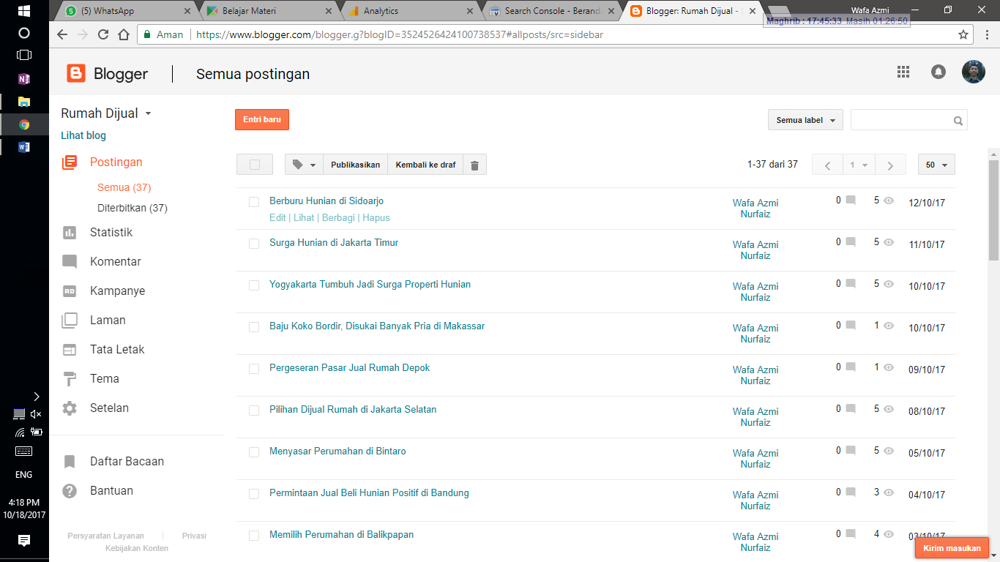 (5) WhatsApp
Belajar Materi
Analytics
Search Console - Beranda
Blogger: Rumah Dijual -
Wafa Azmi
Maghrib : 17:45:33 Masih 01:26:50
Aman
https://www.blogger.com/blogger.g?blogID=3524526424100738537#allposts/src=sidebar
Blogger
Semua postingan
Rumah Dijual
Lihat blog
Postingan
Semua (37)
Diterbitkan (37)
Statistik
Komentar
Kampanye
Laman
Tata Letak
Tema
Setelan
Daftar Bacaan
Bantuan
Persyaratan Layanan
Privasi
Kebijakan Konten
Entri baru
Semua label
Publikasikan
Kembali ke draf
1-37 dari 37
1
50
Berburu Hunian di Sidoarjo
Edit | Lihat | Berbagi | Hapus
Wafa Azmi
Nurfaiz
0
5
12/10/17
Surga Hunian di Jakarta Timur
Wafa Azmi
Nurfaiz
0
5
11/10/17
Yogyakarta Tumbuh Jadi Surga Properti Hunian
Wafa Azmi
Nurfaiz
0
5
10/10/17
Baju Koko Bordir, Disukai Banyak Pria di Makassar
Wafa Azmi
Nurfaiz
0
1
10/10/17
Pergeseran Pasar Jual Rumah Depok
Wafa Azmi
Nurfaiz
0
1
09/10/17
Pilihan Dijual Rumah di Jakarta Selatan
Wafa Azmi
Nurfaiz
0
5
08/10/17
Menyasar Perumahan di Bintaro
Wafa Azmi
Nurfaiz
0
5
05/10/17
Permintaan Jual Beli Hunian Positif di Bandung
Wafa Azmi
Nurfaiz
0
3
04/10/17
Memilih Perumahan di Balikpapan
Wafa Azmi
Nurfaiz
0
4
03/10/17
Kirim masukan
ENG
4:18 PM
10/18/2017